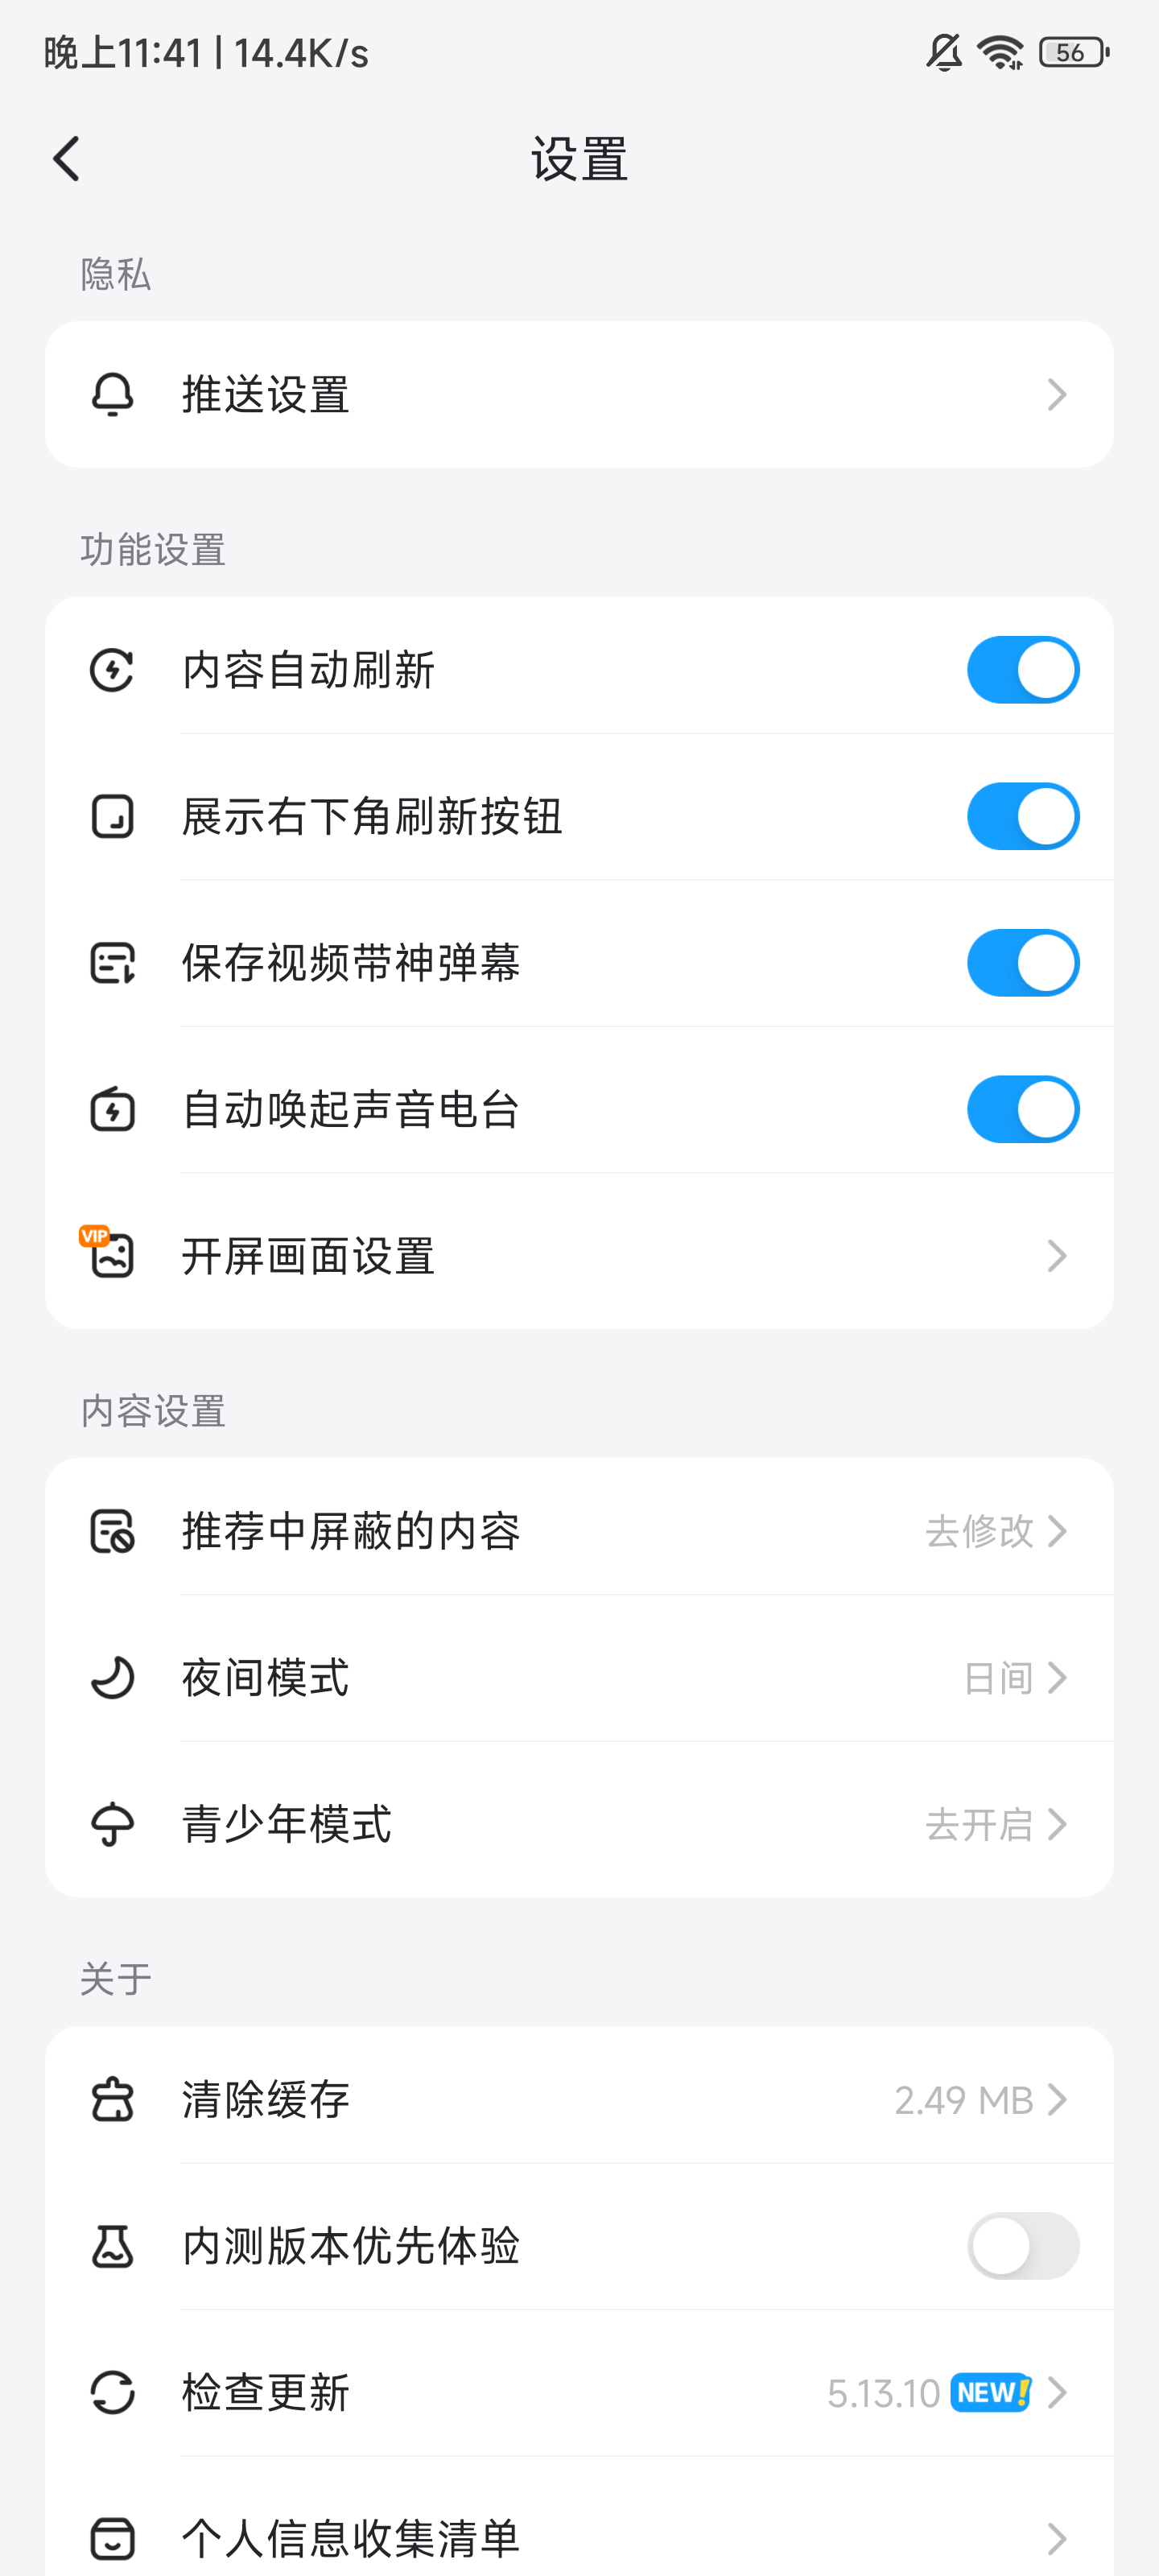 晚上11:41 | 14.4K/s
56
设置
隐私
推送设置
功能设置
内容自动刷新
展示右下角刷新按钮
保存视频带神弹幕
自动唤起声音电台
VIP
开屏画面设置
内容设置
推荐中屏蔽的内容 去修改
夜间模式 日间
青少年模式 去开启
关于
清除缓存 2.49 MB
内测版本优先体验
检查更新 5.13.10 NEW!
个人信息收集清单